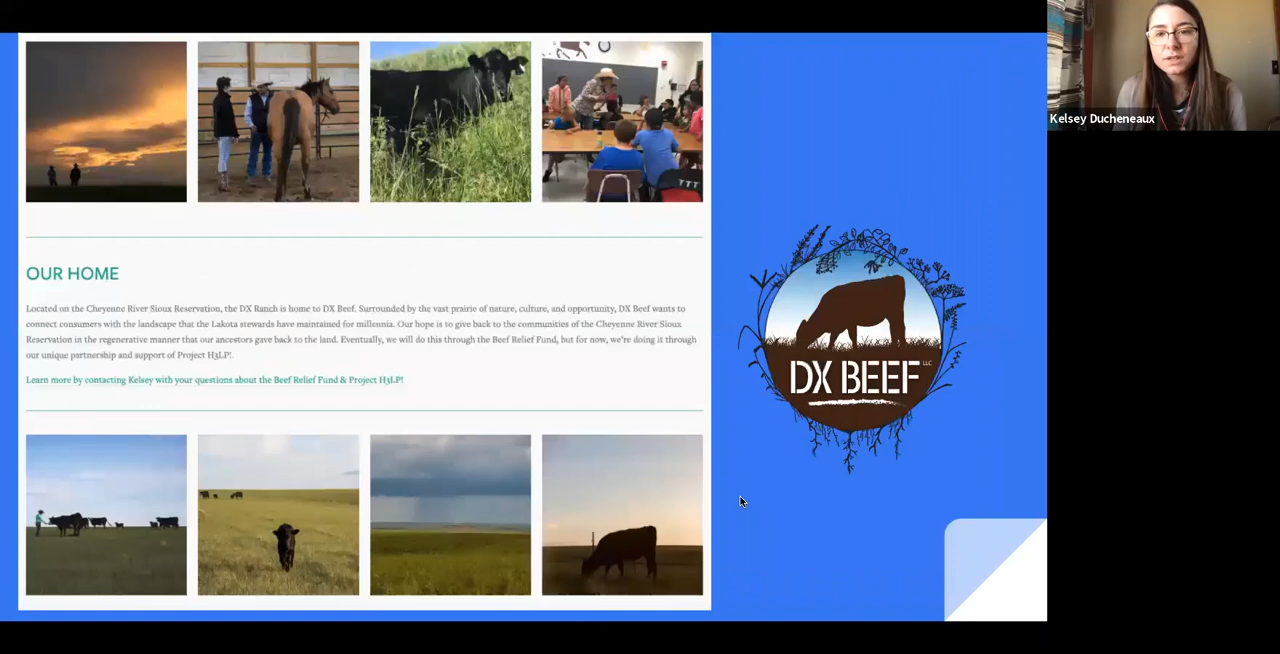 Kelsey Ducheneaux
OUR HOME
Located on the Cheyenne River Sioux Reservation, the DX Ranch is home to DX Beef. Surrounded by the vast prairie of nature, culture, and opportunity, DX Beef wants to
connect consumers with the landscape that the Lakota stewards have maintained for millennia. Our hope is to give back to the communities of the Cheyenne River Sioux
Reservation in the regenerative manner that our ancestors gave back to the land. Eventually, we will do this through the Beef Relief Fund, but for now, we're doing it through
our unique partnership and support of Project H3LP!.
Learn more by contacting Kelsey with your questions about the Beef Relief Fund & Project H3LP!
DX BEEF LLC